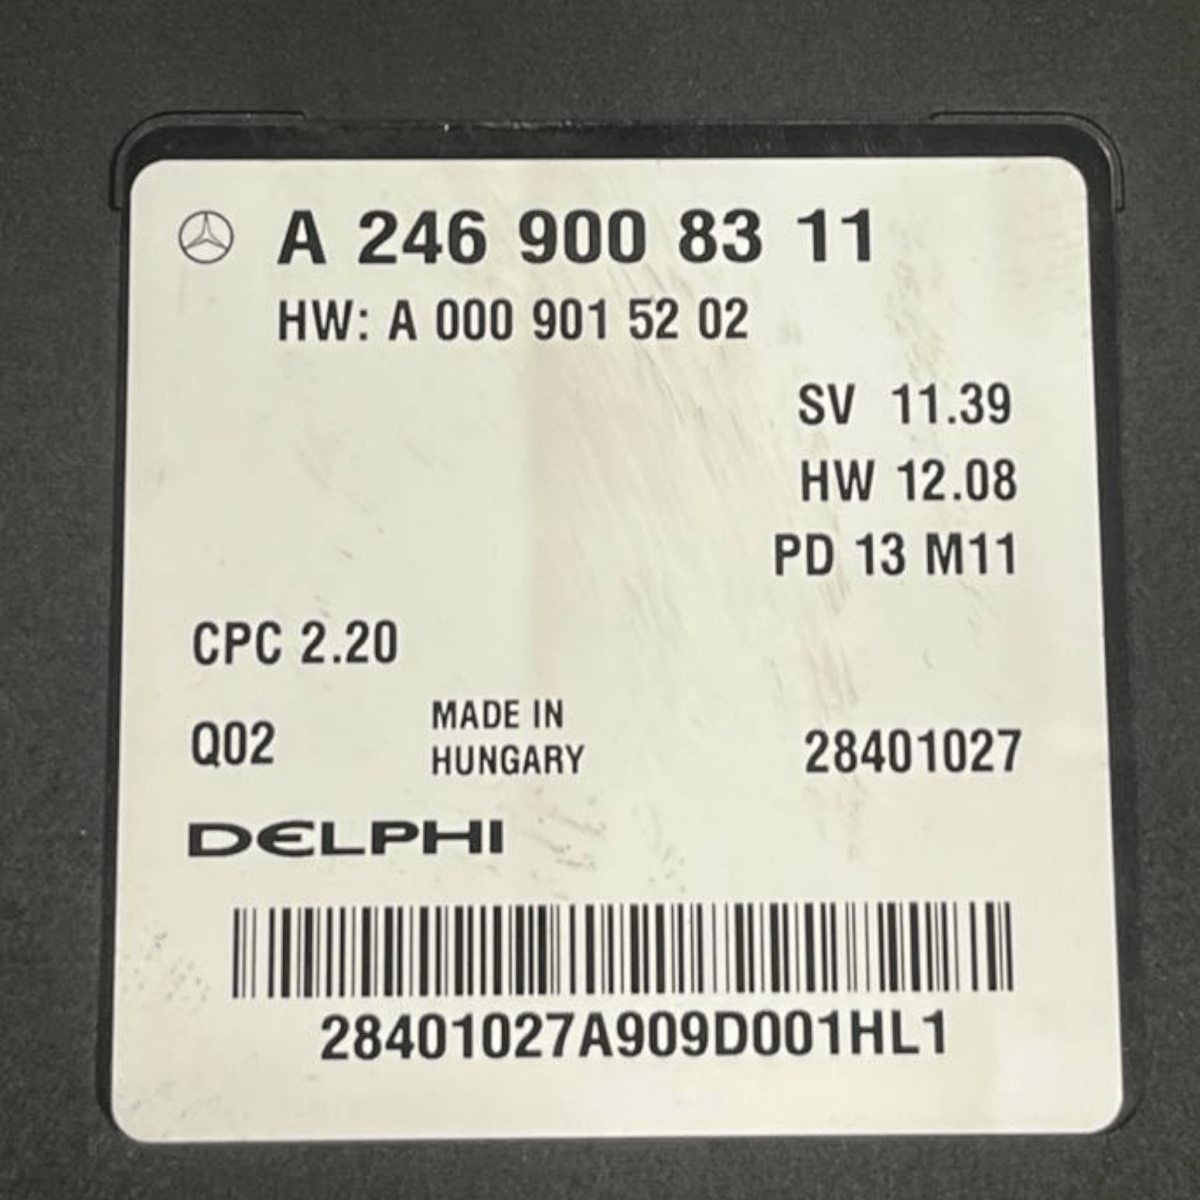 A 246 900 83 11
HW: A 000 901 52 02
SV 11.39
HW 12.08
PD 13 M11
CPC 2.20
Q02
MADE IN
HUNGARY
28401027
DELPHI
28401027A909D001HL1